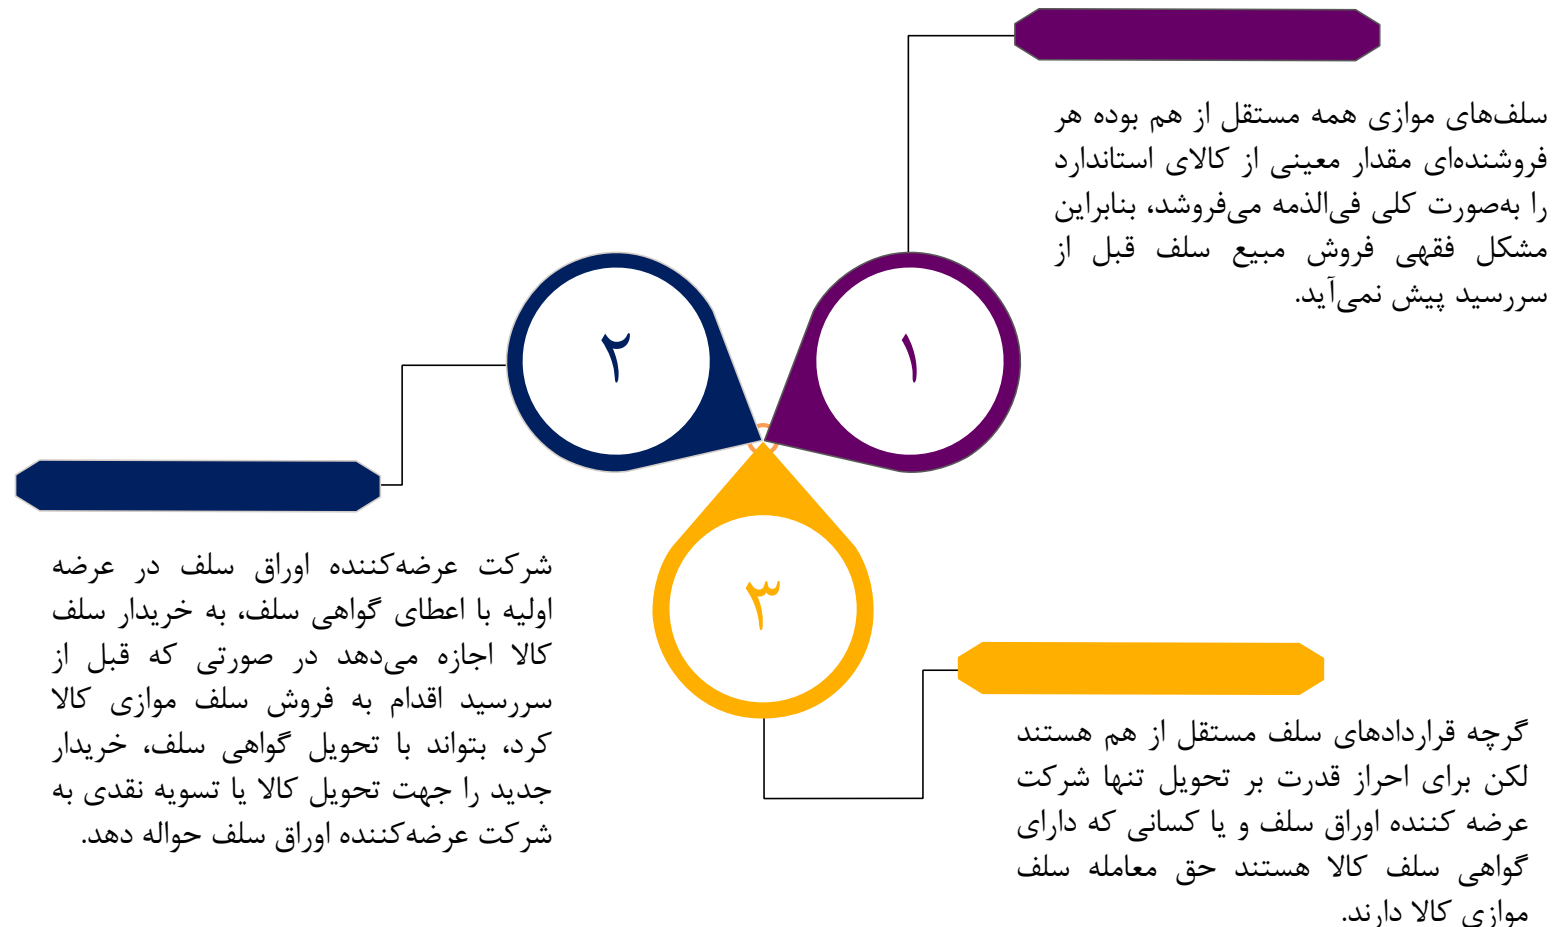 سلف‌های موازی همه مستقل از هم بوده هر
فروشنده‌ای مقدار معینی از کالای استاندارد
را به‌صورت کلی فی‌الذمه می‌فروشد، بنابراین
مشکل فقهی فروش مبیع سلف قبل از
سررسید پیش نمی‌آید.
۱
۲
شرکت عرضه‌کننده اوراق سلف در عرضه
اولیه با اعطای گواهی سلف، به خریدار سلف
کالا اجازه می‌دهد در صورتی که قبل از
سررسید اقدام به فروش سلف موازی کالا
کرد، بتواند با تحویل گواهی سلف، خریدار
جدید را جهت تحویل کالا یا تسویه نقدی به
شرکت عرضه‌کننده اوراق سلف حواله دهد.
۳
گرچه قراردادهای سلف مستقل از هم هستند
لکن برای احراز قدرت بر تحویل تنها شرکت
عرضه کننده اوراق سلف و یا کسانی که دارای
گواهی سلف کالا هستند حق معامله سلف
موازی کالا دارند.